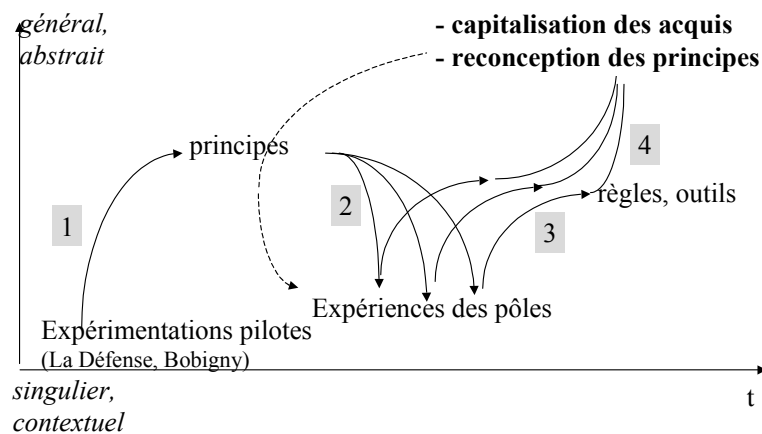 général,
abstrait
- capitalisation des acquis
- reconception des principes
principes
4
1
2
règles, outils
3
Expériences des pôles
Expérimentations pilotes
(La Défense, Bobigny)
singulier,
contextuel
t